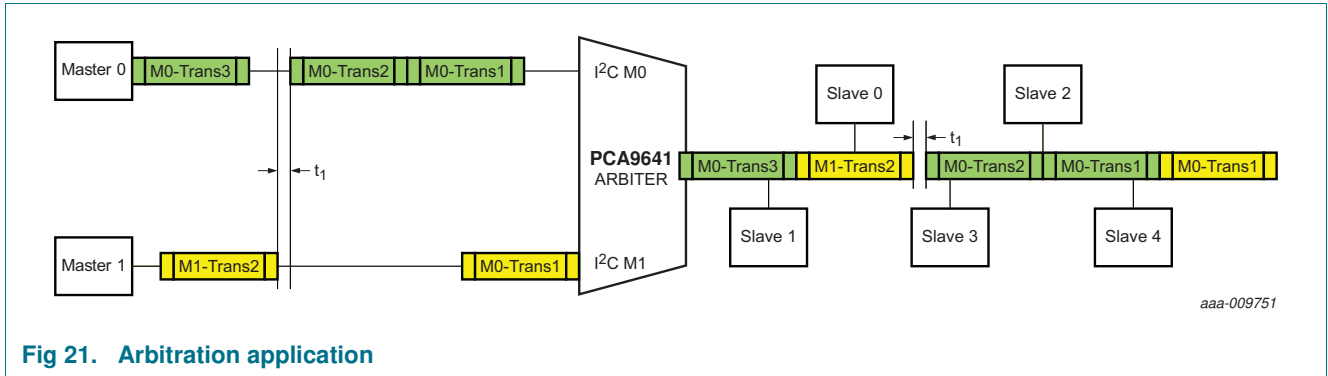 Master 0
M0-Trans3
M0-Trans2
M0-Trans1
I²C M0
Slave 0
Slave 2
t1
PCA9641
ARBITER
M0-Trans3
M1-Trans2
t1
M0-Trans2
M0-Trans1
M0-Trans1
Slave 1
Slave 3
Slave 4
Master 1
M1-Trans2
M0-Trans1
I²C M1
aaa-009751
Fig 21. Arbitration application